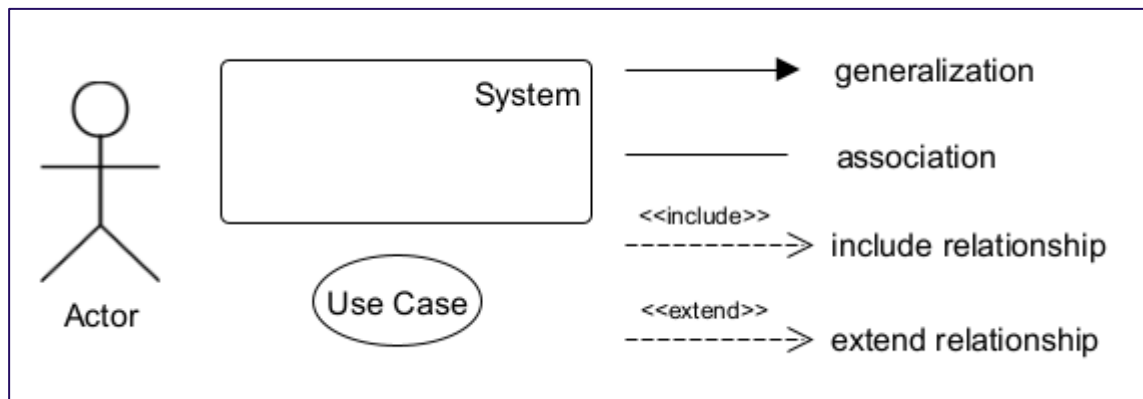 System
Use Case
Actor
generalization
association
<<include>>
include relationship
<<extend>>
extend relationship